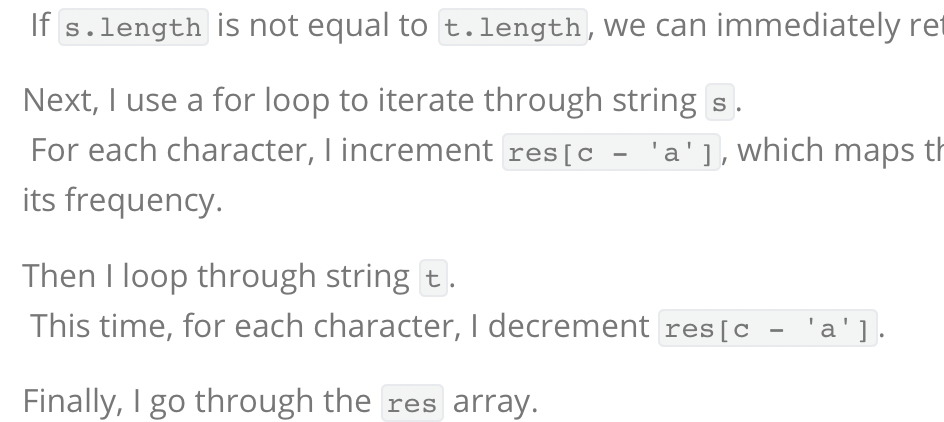 If s.length is not equal to t.length, we can immediately
Next, I use a for loop to iterate through string s.
For each character, I increment res[c - 'a'], which maps
its frequency.
Then I loop through string t.
This time, for each character, I decrement res[c - 'a'].
Finally, I go through the res array.